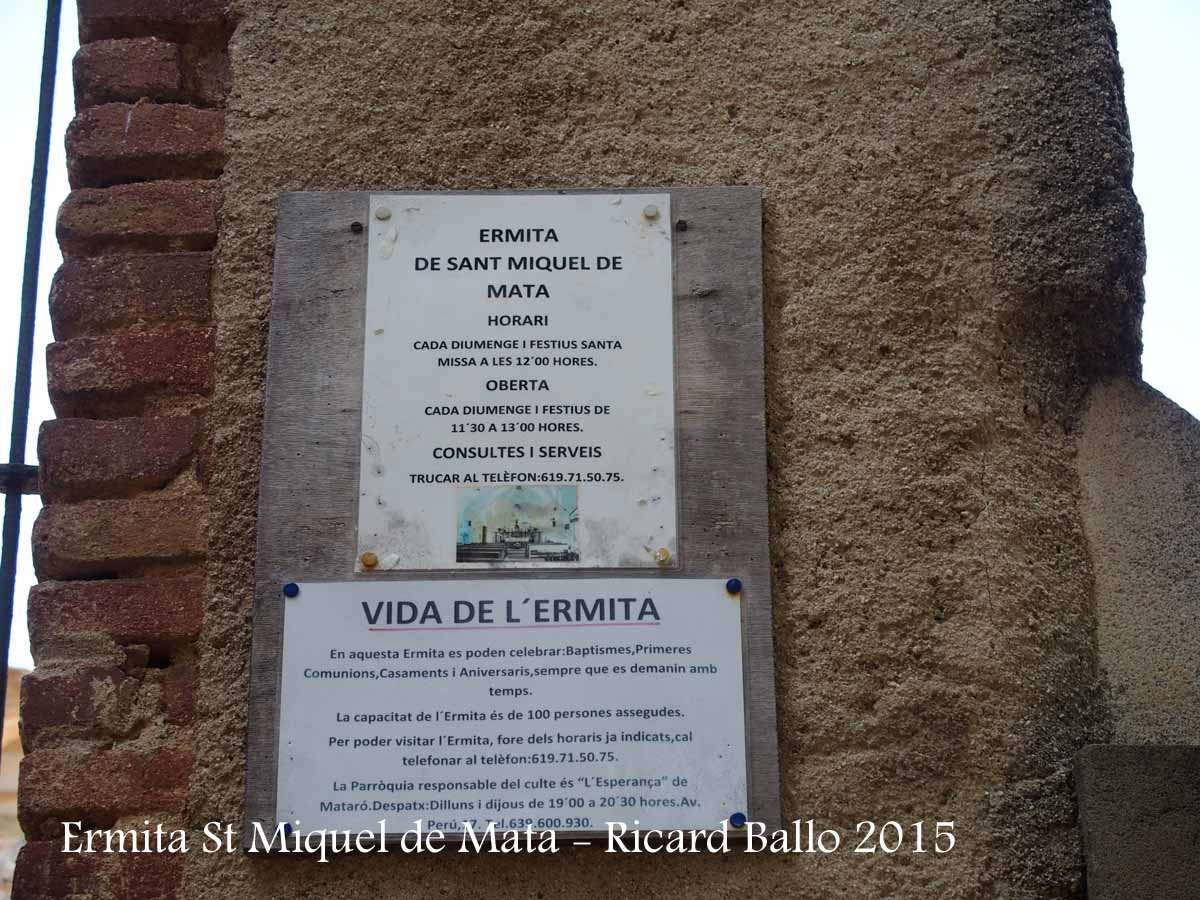 ERMITA
DE SANT MIQUEL DE
MATA
HORARI
CADA DIUMENGE I FESTIUS SANTA
MISSA A LES 12´00 HORES.
OBERTA
CADA DIUMENGE I FESTIUS DE
11´30 A 13´00 HORES.
CONSULTES I SERVEIS
TRUCAR AL TELÈFON:619.71.50.75.
VIDA DE L´ERMITA
En aquesta Ermita es poden celebrar:Baptismes,Primeres
Comunions,Casaments i Aniversaris,sempre que es demanin amb
temps.
La capacitat de l´Ermita és de 100 persones assegudes.
Per poder visitar l´Ermita, fore dels horaris ja indicats,cal
telefonar al telèfon:619.71.50.75.
La Parròquia responsable del culte és “L´Esperança” de
Mataró.Despatx:Dilluns i dijous de 19´00 a 20´30 hores.Av.
Perú, Tel.639.600.930.
Ermita St Miquel de Mata - Ricard Ballo 2015